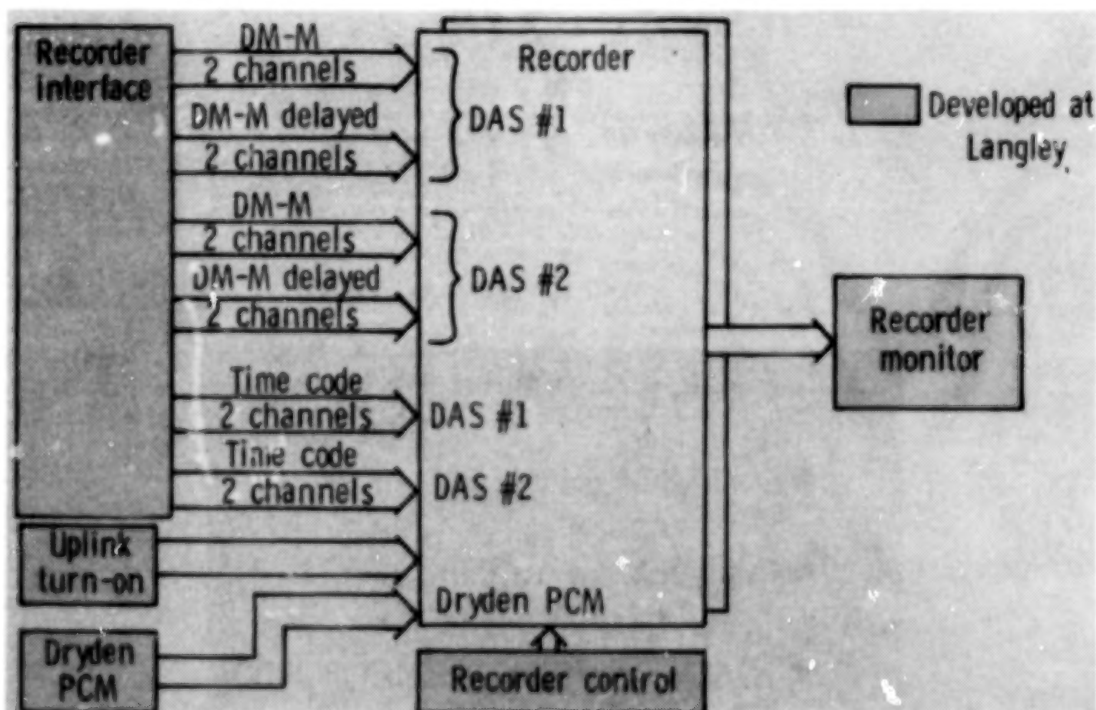 Recorder
interface
DM-M
2 channels
DM-M delayed
2 channels
DM-M
2 channels
DM-M delayed
2 channels
Time code
2 channels
Time code
2 channels
Uplink
turn-on
Dryden
PCM
Recorder
DAS #1
DAS #2
DAS #1
DAS #2
Dryden PCM
Recorder control
Recorder
monitor
Developed at
Langley